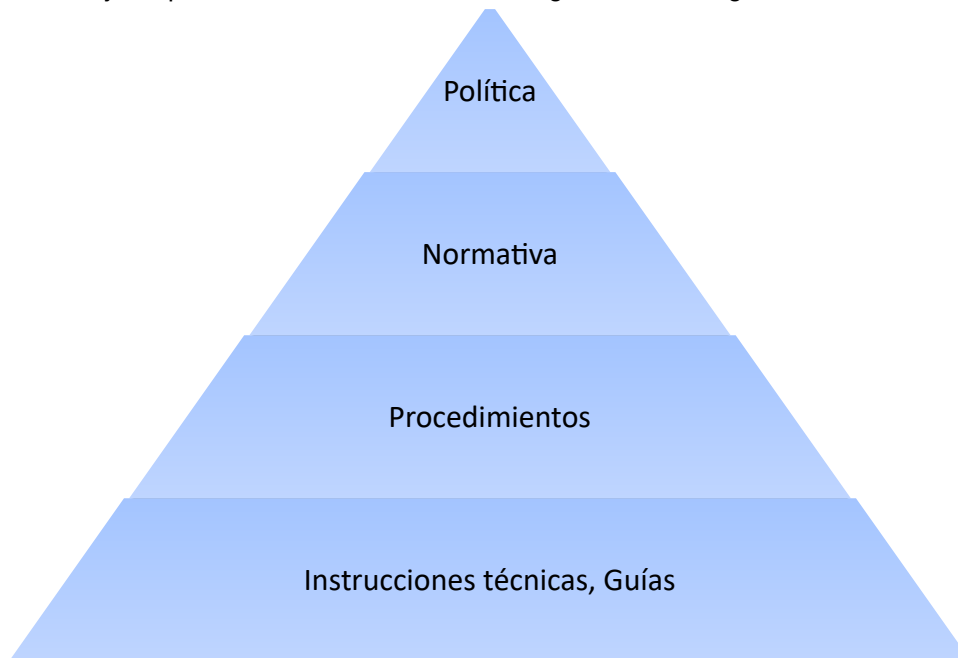 Política
Normativa
Procedimientos
Instrucciones técnicas, Guías